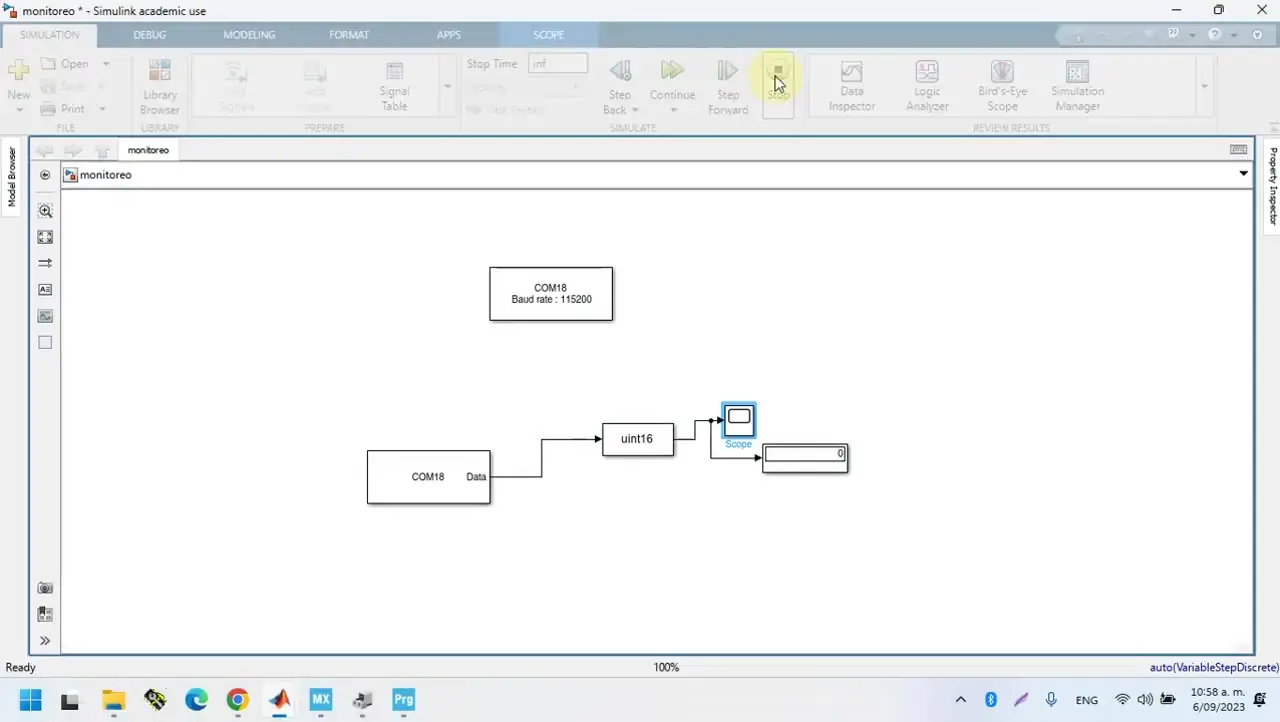 monitoreo * - Simulink academic use
SIMULATION
DEBUG
MODELING
FORMAT
APPS
SCOPE
New
Open
Save
Print
FILE
Library
Browser
LIBRARY
Signal
Table
PREPARE
Stop Time
inf
Step
Back
Continue
Step
Forward
Stop
SIMULATE
Data
Inspector
Logic
Analyzer
Bird's-Eye
Scope
Simulation
Manager
REVIEW RESULTS
Model Browser
monitoreo
monitoreo
Property Inspector
COM18
Baud rate : 115200
COM18
Data
uint16
Scope
0
Ready
100%
auto(VariableStepDiscrete)
MX
Prg
ENG
10:58 a. m.
6/09/2023